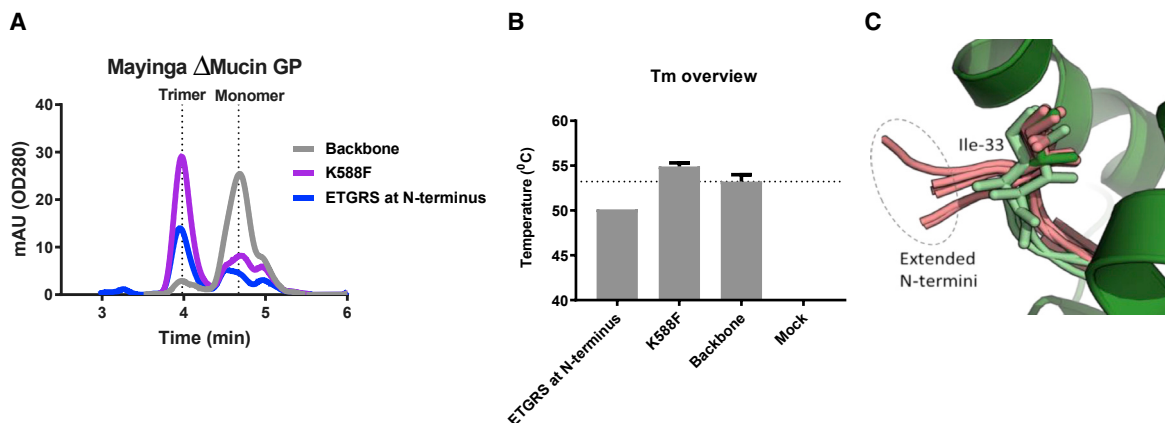 A
Mayinga ΔMucin GP
Trimer Monomer
40
30
20
10
0
mAU (OD280)
3 4 5 6
Time (min)
Backbone
K588F
ETGRS at N-terminus
B
Tm overview
60
55
50
45
40
Temperature (⁰C)
ETGRS at N-terminus
K588F
Backbone
Mock
C
Ile-33
Extended
N-termini